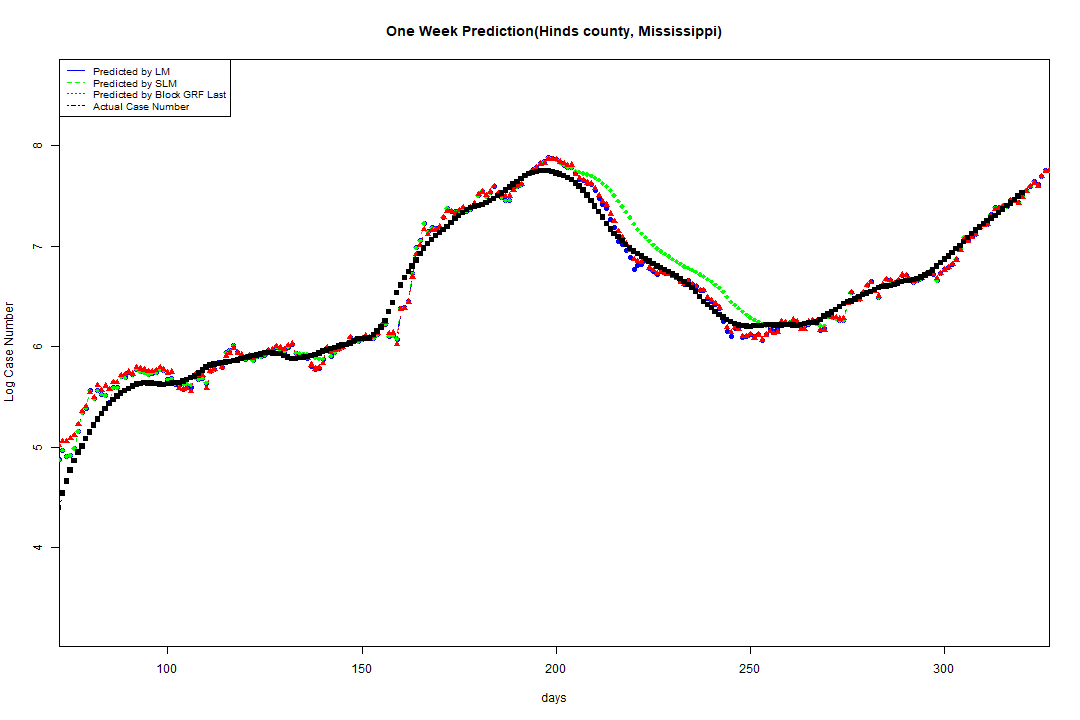 One Week Prediction(Hinds county, Mississippi)
Predicted by LM
Predicted by SLM
Predicted by Block GRF Last
Actual Case Number
8
7
6
5
4
Log Case Number
100 150 200 250 300
days